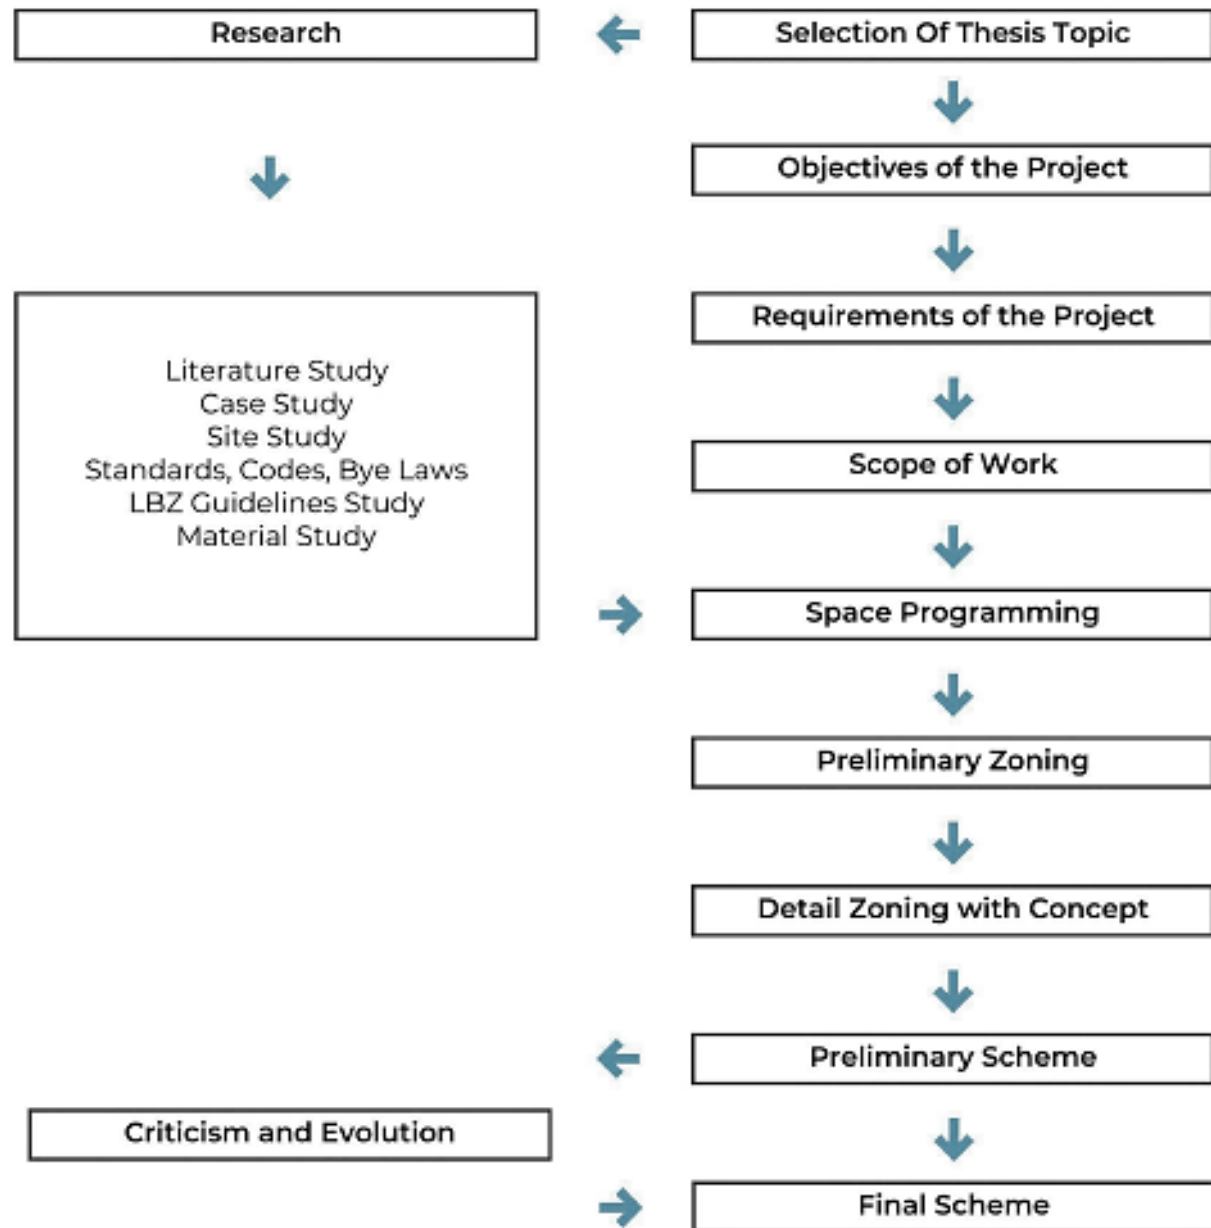 Research
Selection Of Thesis Topic
Objectives of the Project
Requirements of the Project
Literature Study
Case Study
Site Study
Standards, Codes, Bye Laws
LBZ Guidelines Study
Material Study
Scope of Work
Space Programming
Preliminary Zoning
Detail Zoning with Concept
Preliminary Scheme
Criticism and Evolution
Final Scheme